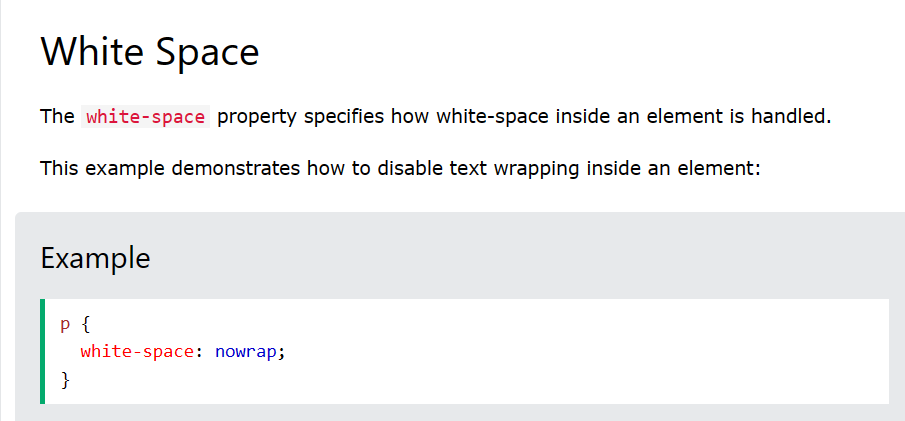 White Space
The white-space property specifies how white-space inside an element is handled.
This example demonstrates how to disable text wrapping inside an element:
Example
p {
  white-space: nowrap;
}